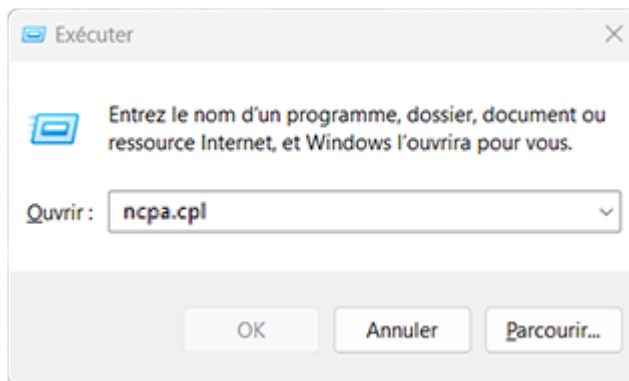 Exécuter
Entrez le nom d'un programme, dossier, document ou
ressource Internet, et Windows l'ouvrira pour vous.
Ouvrir : ncpa.cpl
OK Annuler Parcourir...